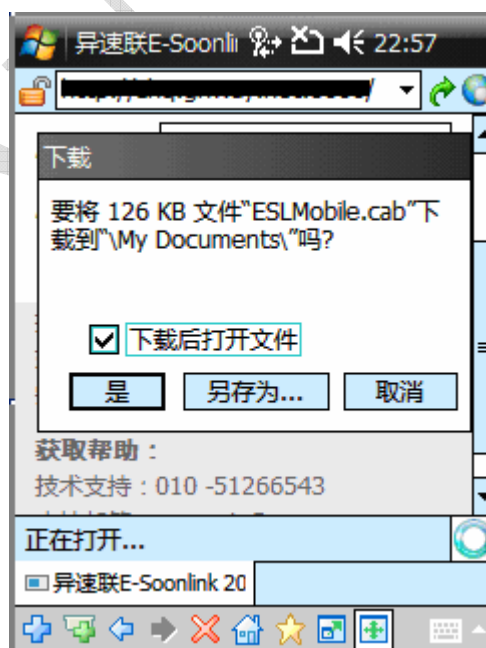 异速联E-Soonli 22:57
下载
要将 126 KB 文件“ESLMobile.cab”下
载到“\My Documents\”吗?
下载后打开文件
是 另存为... 取消
获取帮助：
技术支持：010 -51266543
正在打开...
异速联E-Soonlink 20